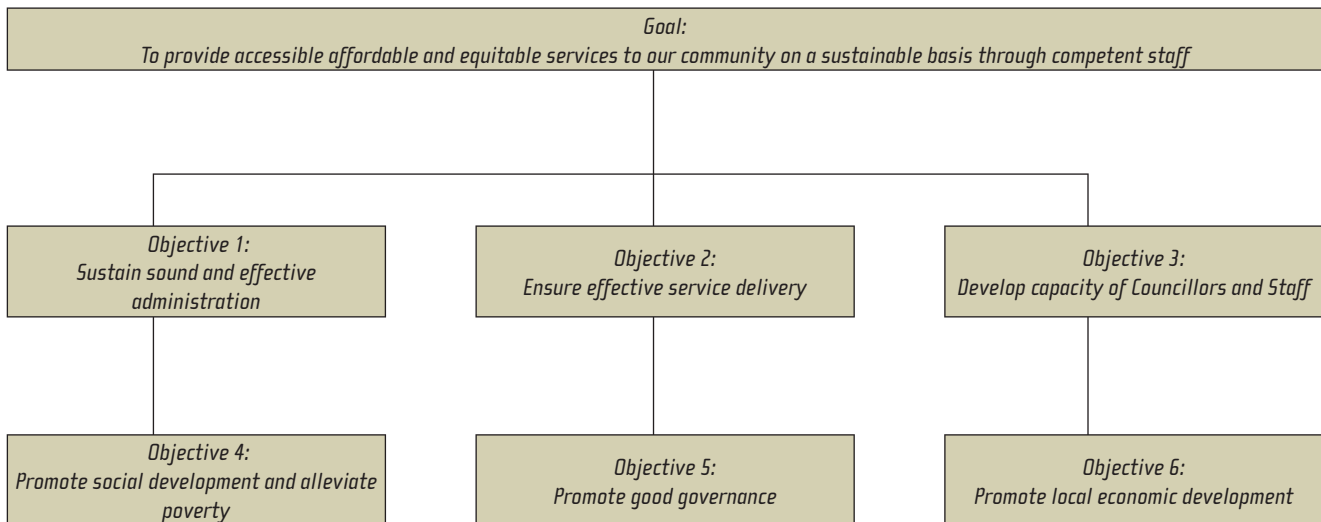 Goal:
To provide accessible affordable and equitable services to our community on a sustainable basis through competent staff
Objective 1:
Sustain sound and effective
administration
Objective 2:
Ensure effective service delivery
Objective 3:
Develop capacity of Councillors and Staff
Objective 4:
Promote social development and alleviate
poverty
Objective 5:
Promote good governance
Objective 6:
Promote local economic development